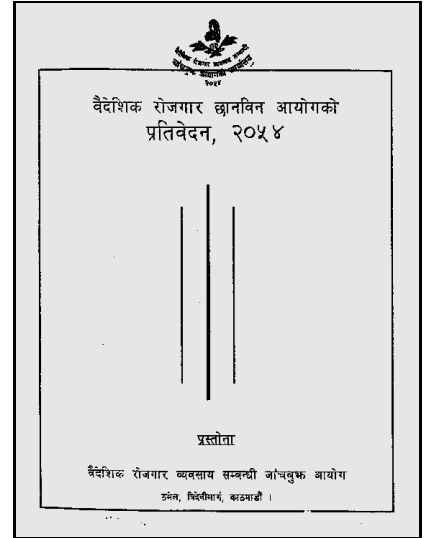 वैदेशिक रोजगार छानविन आयोगको
प्रतिवेदन, २०५४
प्रस्तोता
वैदेशिक रोजगार व्यवसाय सम्बन्धी जांचबुझ आयोग
ठमेल, त्रिदेवीमार्ग, काठमाडौं ।